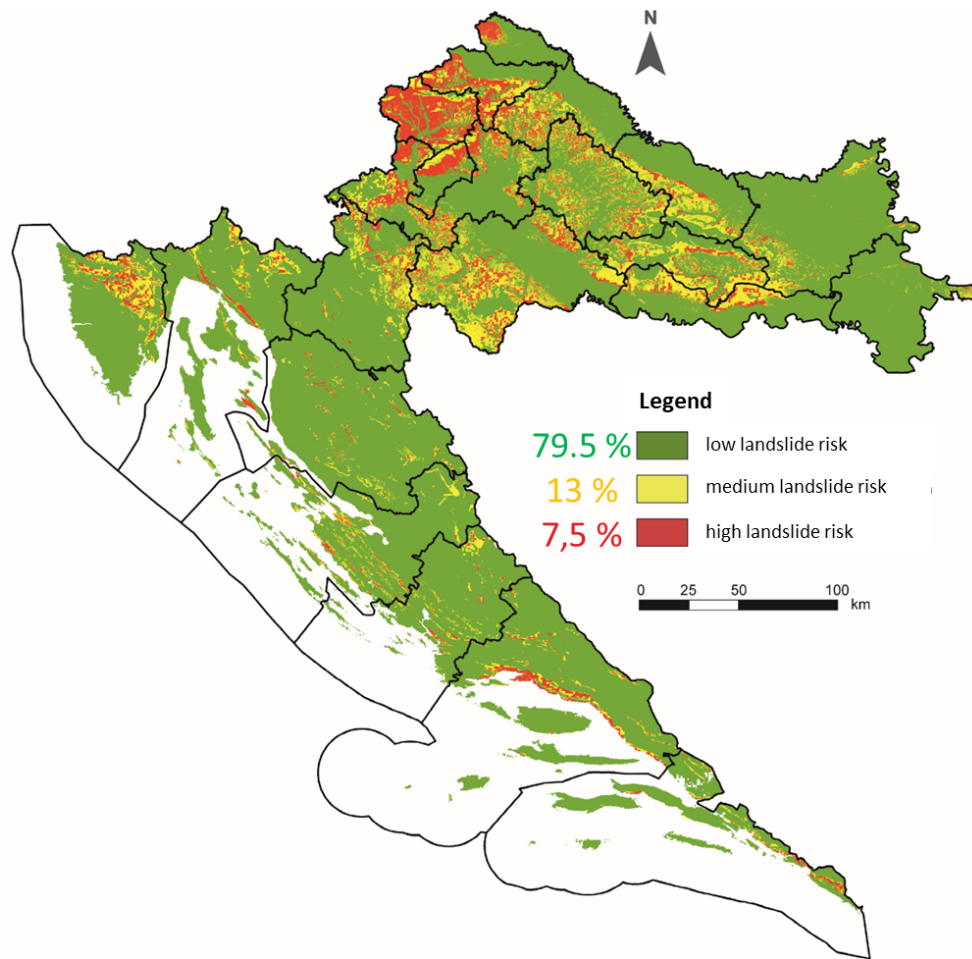 N
Legend
79.5 % low landslide risk
13 % medium landslide risk
7,5 % high landslide risk
0 25 50 100
km